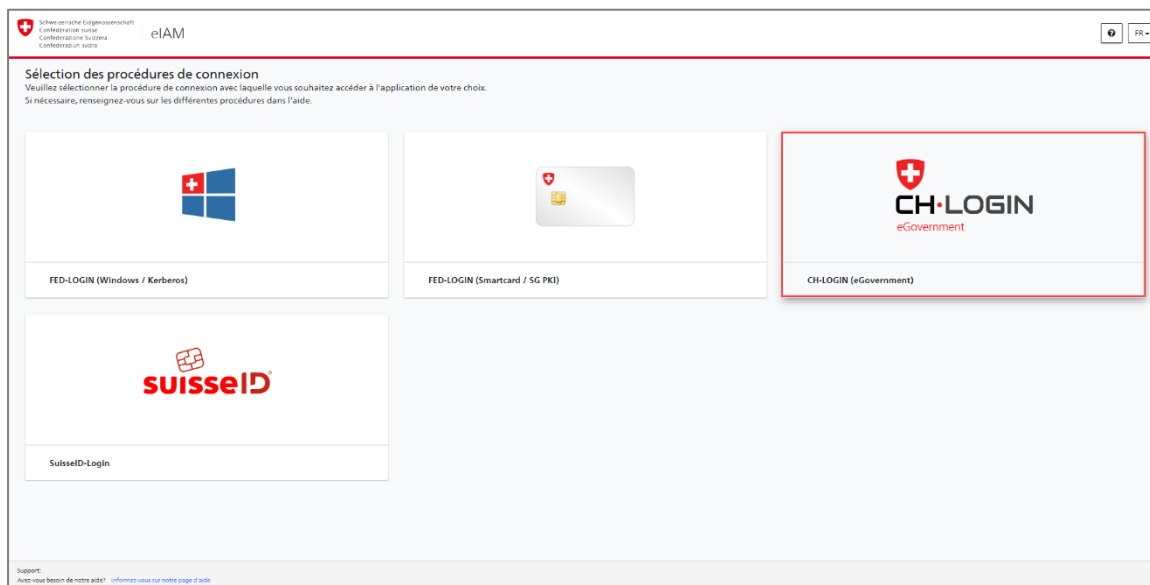 Schweizerische Eidgenossenschaft
Confédération suisse
Confederazione Svizzera
Confederaziun svizra
eIAM
FR
Sélection des procédures de connexion
Veuillez sélectionner la procédure de connexion avec laquelle vous souhaitez accéder à l'application de votre choix.
Si nécessaire, renseignez-vous sur les différentes procédures dans l'aide.
CH·LOGIN
eGovernment
FED-LOGIN (Windows / Kerberos)
FED-LOGIN (Smartcard / SG PKI)
CH-LOGIN (eGovernment)
suisseID
SuisseID-Login
Support:
Avez-vous besoin de notre aide? Informez-vous sur notre page d'aide